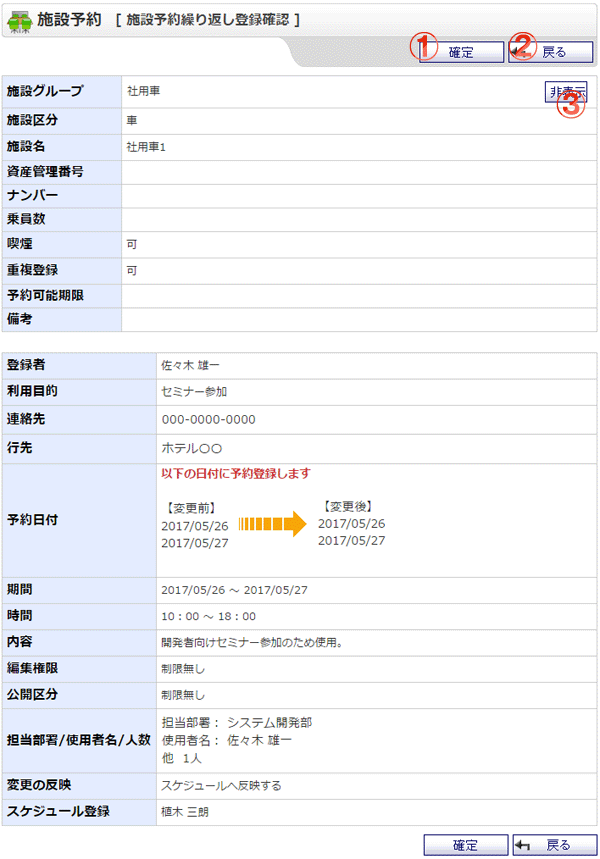 施設予約 [ 施設予約繰り返し登録確認 ]
① 確定 ② 戻る
施設グループ 社用車 非表示 ③
施設区分 車
施設名 社用車1
資産管理番号
ナンバー
乗員数
喫煙 可
重複登録 可
予約可能期限
備考
登録者 佐々木 雄一
利用目的 セミナー参加
連絡先 000-0000-0000
行先 ホテル〇〇
予約日付 以下の日付に予約登録します
【変更前】 【変更後】
2017/05/26 2017/05/26
2017/05/27 2017/05/27
期間 2017/05/26 ～ 2017/05/27
時間 10：00 ～ 18：00
内容 開発者向けセミナー参加のため使用。
編集権限 制限無し
公開区分 制限無し
担当部署/使用者名/人数 担当部署： システム開発部
使用者名： 佐々木 雄一
他 1人
変更の反映 スケジュールへ反映する
スケジュール登録 植木 三朗
確定 戻る